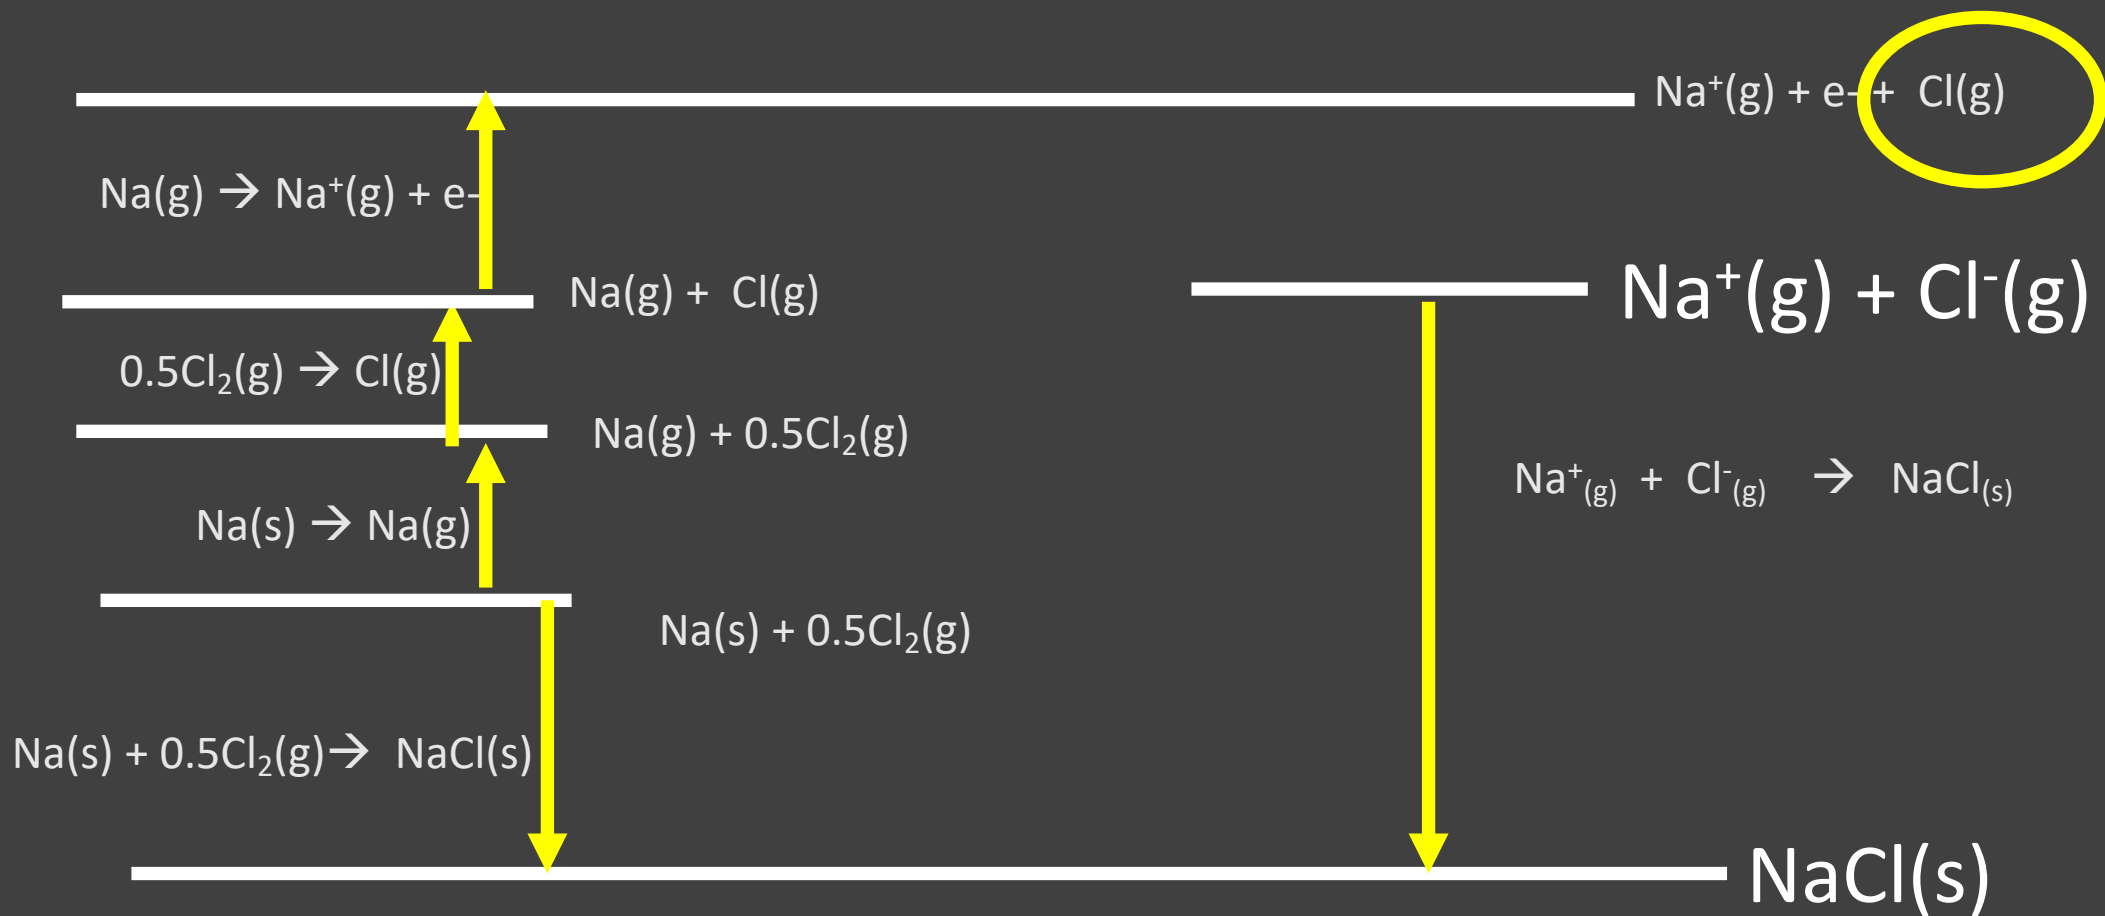 Na⁺(g) + e- + Cl(g)
Na(g) → Na⁺(g) + e-
Na(g) + Cl(g)
Na⁺(g) + Cl⁻(g)
0.5Cl₂(g) → Cl(g)
Na(g) + 0.5Cl₂(g)
Na⁺(g) + Cl⁻(g) → NaCl(s)
Na(s) → Na(g)
Na(s) + 0.5Cl₂(g)
Na(s) + 0.5Cl₂(g)→ NaCl(s)
NaCl(s)